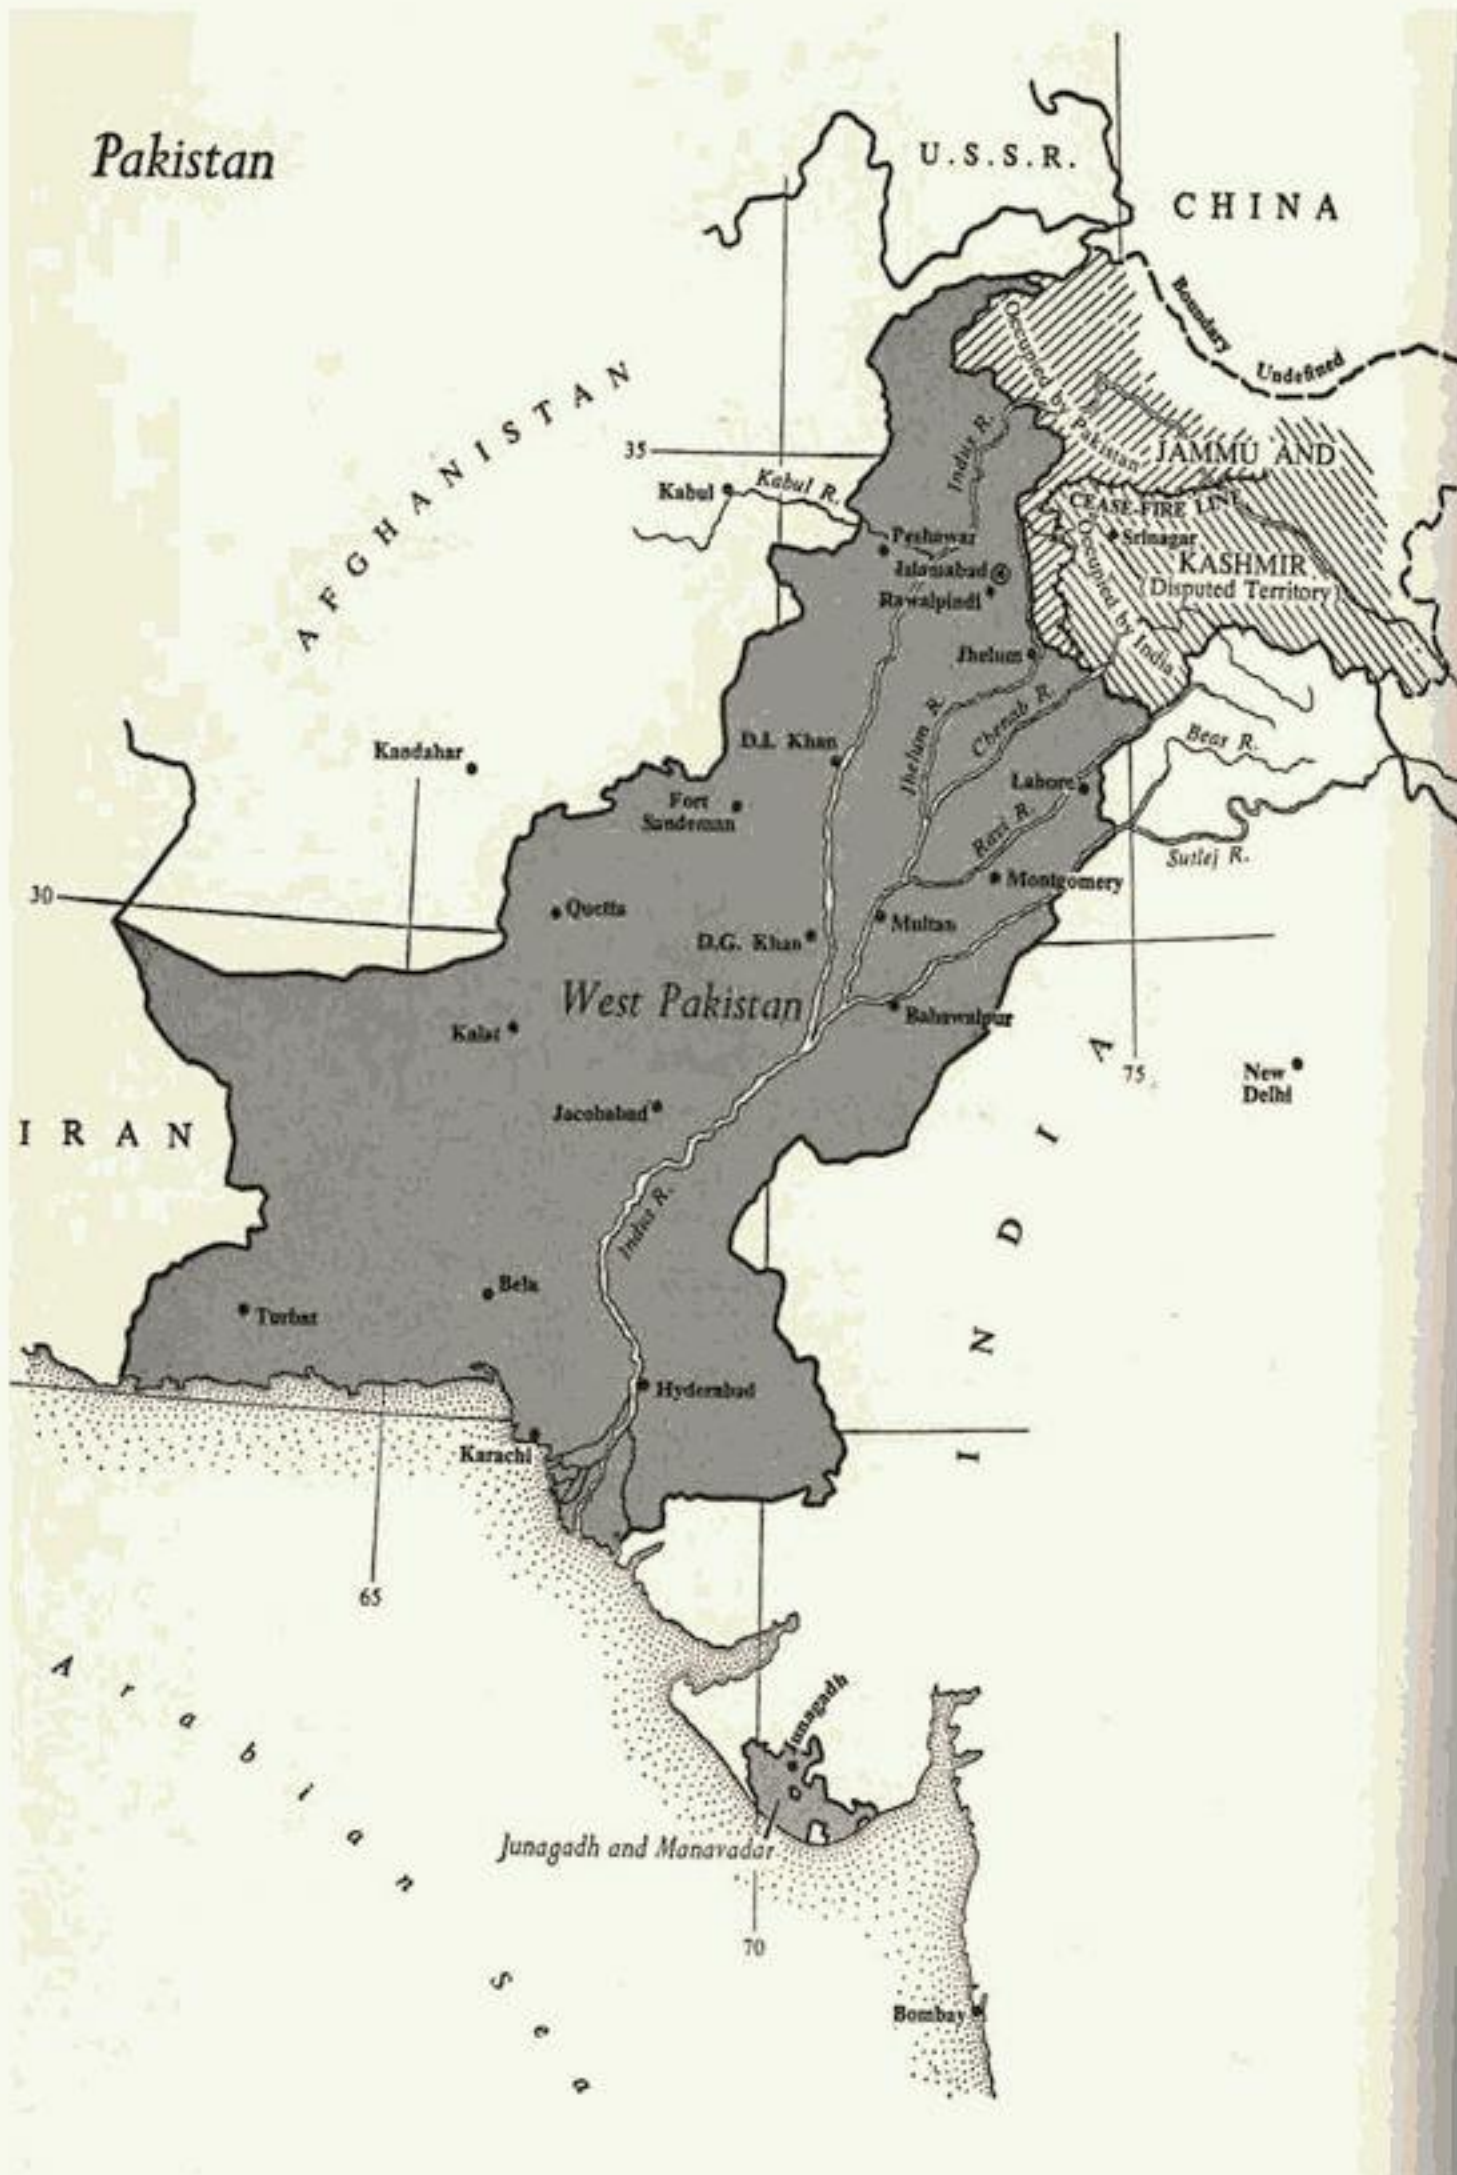 Pakistan
U.S.S.R.
CHINA
Boundary
Undefined
AFGHANISTAN
Occupied by Pakistan
35
Indus R.
JAMMU AND
Kabul
Kabul R.
CEASE-FIRE LINE
Peshawar
Srinagar
Occupied by India
Islamabad
KASHMIR
(Disputed Territory)
Rawalpindi
Jhelum
Jhelum R.
Chenab R.
D.I. Khan
Beas R.
Kandahar
Lahore
Fort
Sandeman
Ravi R.
Sutlej R.
30
Montgomery
Quetta
Multan
D.G. Khan
West Pakistan
Bahawalpur
Kalat
75
New
Delhi
Jacobabad
IRAN
INDIA
Indus R.
Bela
Turbat
Hyderabad
Karachi
65
Arabian Sea
Junagadh
Junagadh and Manavadar
70
Bombay